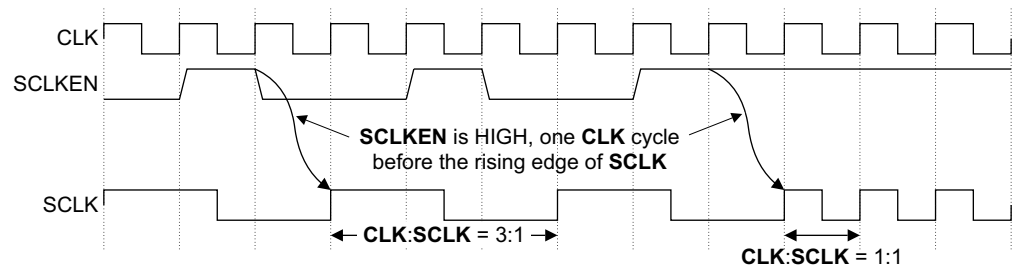 CLK
SCLKEN
SCLKEN is HIGH, one CLK cycle
before the rising edge of SCLK
SCLK
CLK:SCLK = 3:1
CLK:SCLK = 1:1